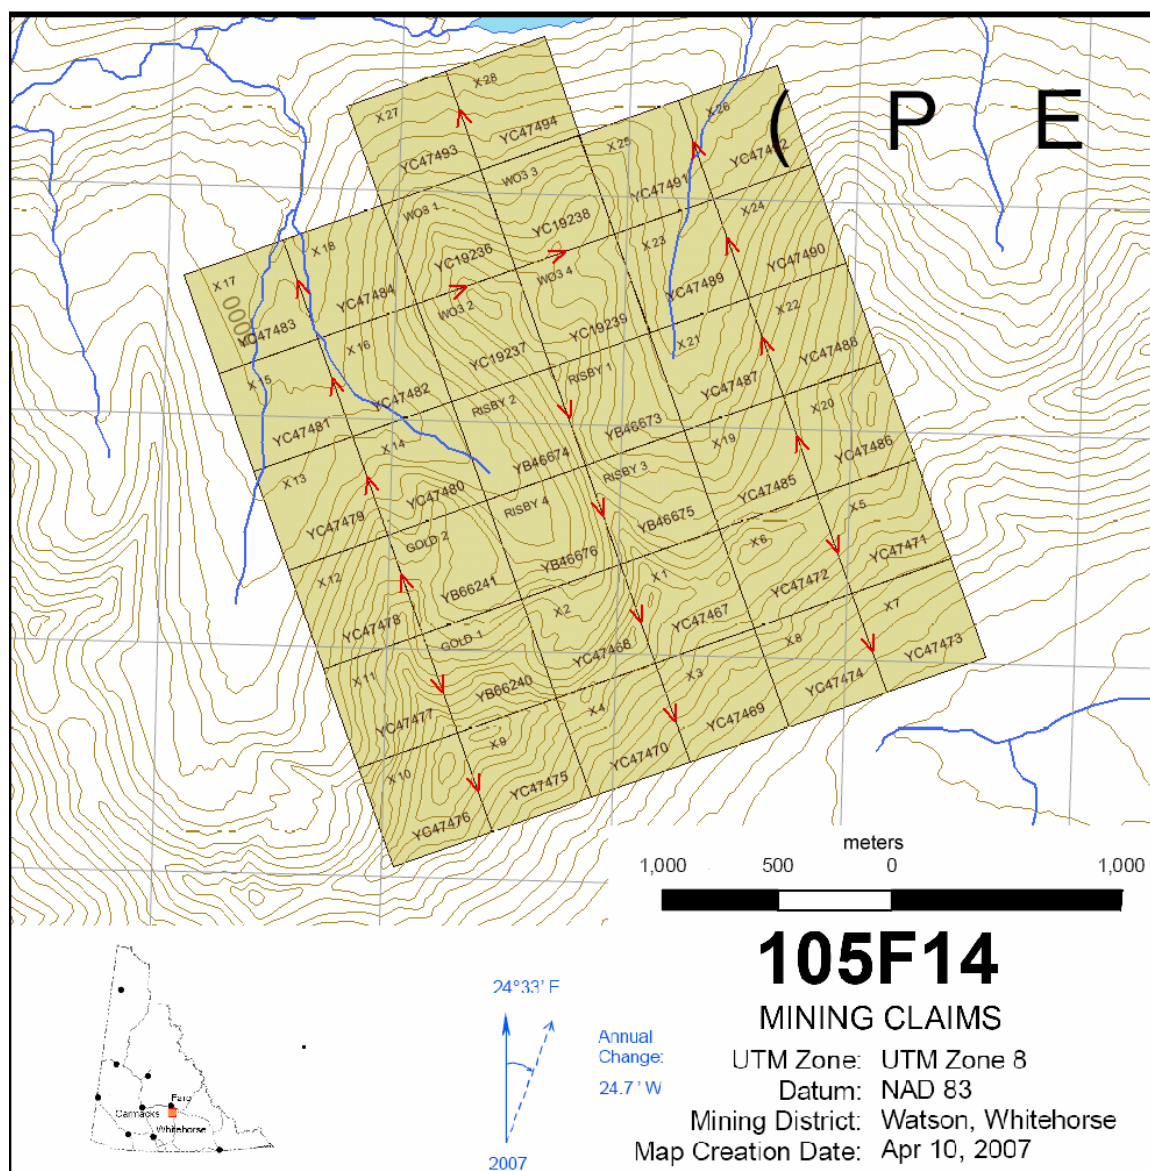 X 28
X 27
X 26
( P E
YC47494
YC47493
X 25
YC47492
WO3 3
YC47491
WO3 1
X 24
YC19238
X 18
X 23
YC19236
YC47490
X 17
WO3 4
YC47489
0000
YC47484
WO3 2
X 22
YC47483
YC19239
X 16
X 21
YC47488
YC19237
RISBY 1
X 15
YC47482
YC47487
RISBY 2
X 20
YC47481
YB46673
X 14
X 19
YC47486
YB46674
RISBY 3
X 13
YC47480
YC47485
RISBY 4
X 5
YC47479
YB46675
GOLD 2
X 6
YC47471
YB46676
X 12
X 1
YB66241
YC47472
X 7
X 2
YC47478
YC47467
GOLD 1
X 8
YC47473
YC47468
X 11
X 3
YB66240
YC47474
X 4
YC47477
YC47469
X 9
X 10
YC47470
YC47475
YC47476
meters
1,000 500 0 1,000
105F14
MINING CLAIMS
UTM Zone: UTM Zone 8
Datum: NAD 83
Mining District: Watson, Whitehorse
Map Creation Date: Apr 10, 2007
24°33' E
Annual
Change:
24.7' W
2007
Faro
Carmacks
Whitehorse